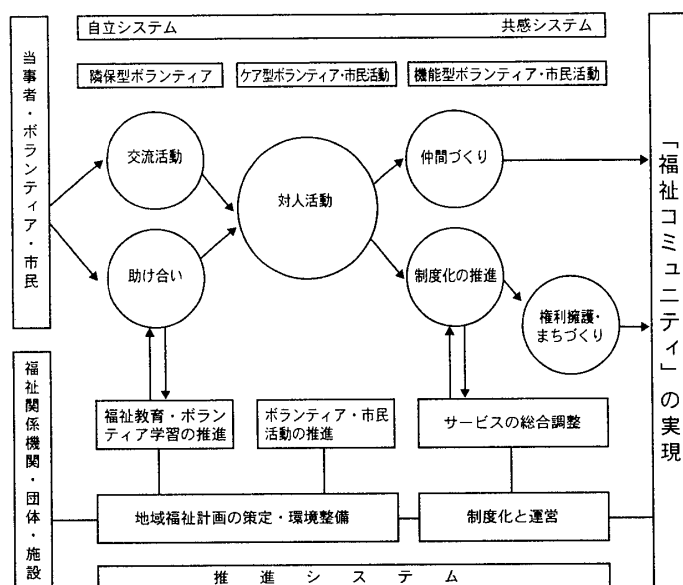 自立システム
共感システム
当事者・ボランティア・市民
隣保型ボランティア
ケア型ボランティア・市民活動
機能型ボランティア・市民活動
交流活動
対人活動
仲間づくり
助け合い
制度化の推進
権利擁護・
まちづくり
「福祉コミュニティ」の実現
福祉関係機関・団体・施設
福祉教育・ボラン
ティア学習の推進
ボランティア・市民
活動の推進
サービスの総合調整
地域福祉計画の策定・環境整備
制度化と運営
推進システム